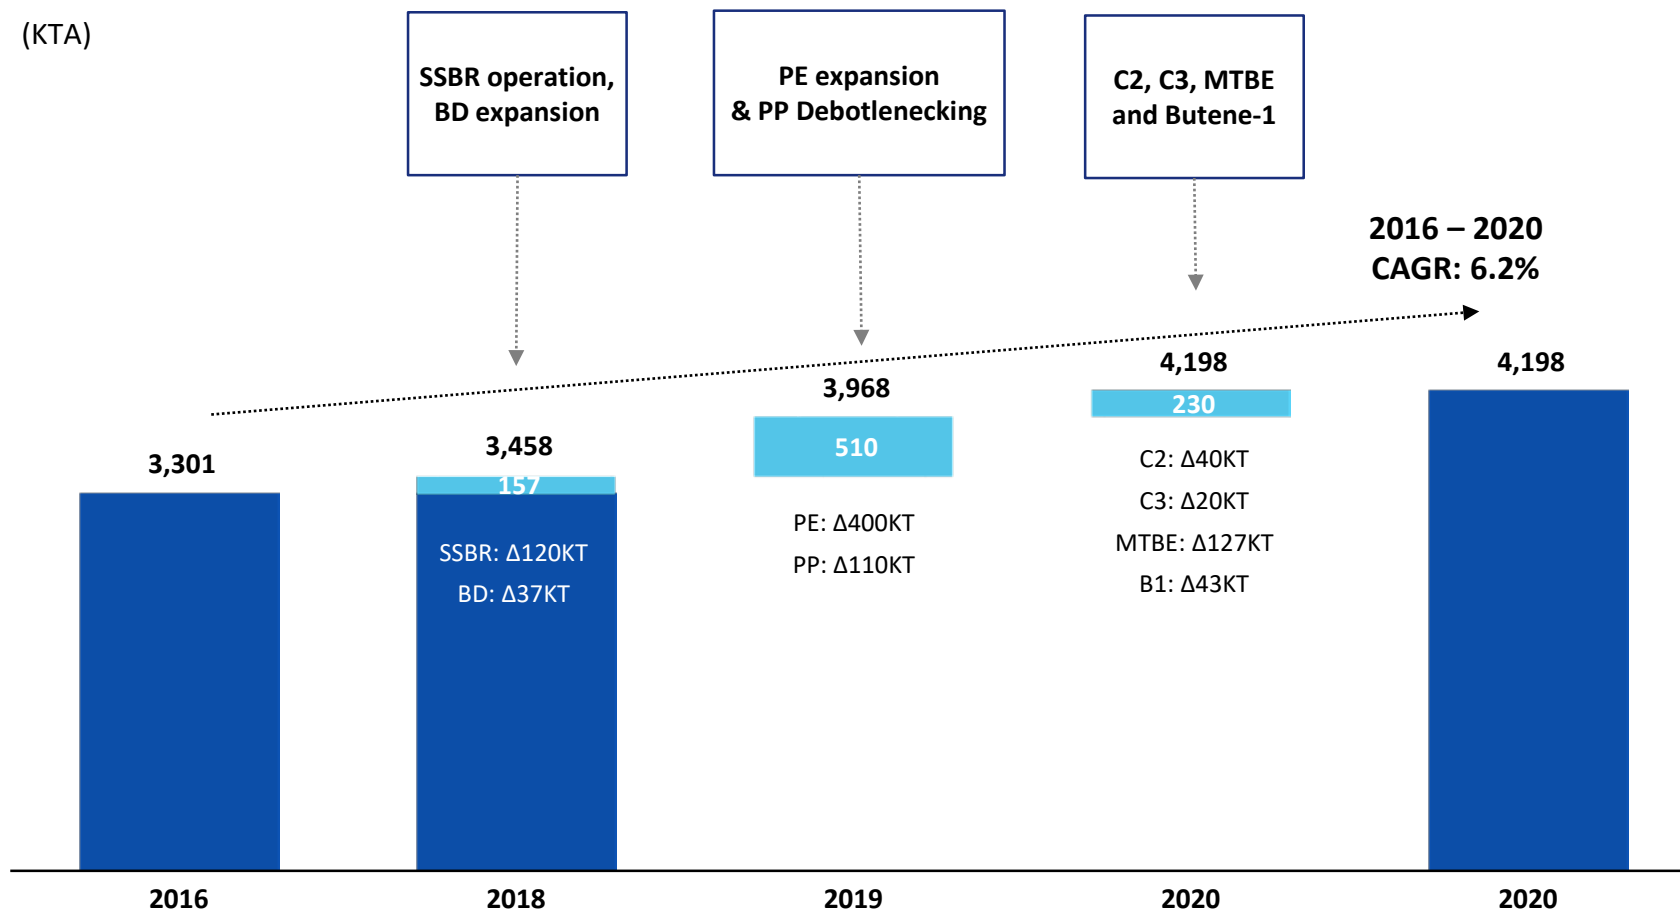 (KTA)
SSBR operation,
BD expansion
PE expansion
& PP Debotlenecking
C2, C3, MTBE
and Butene-1
2016 – 2020
CAGR: 6.2%
3,301
3,458
157
SSBR: Δ120KT
BD: Δ37KT
3,968
510
PE: Δ400KT
PP: Δ110KT
4,198
230
C2: Δ40KT
C3: Δ20KT
MTBE: Δ127KT
B1: Δ43KT
4,198
2016
2018
2019
2020
2020